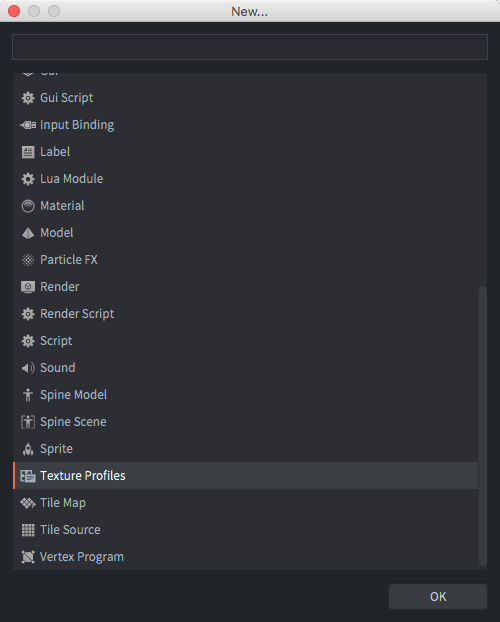 New...
Gui Script
Input Binding
Label
Lua Module
Material
Model
Particle FX
Render
Render Script
Script
Sound
Spine Model
Spine Scene
Sprite
Texture Profiles
Tile Map
Tile Source
Vertex Program
OK